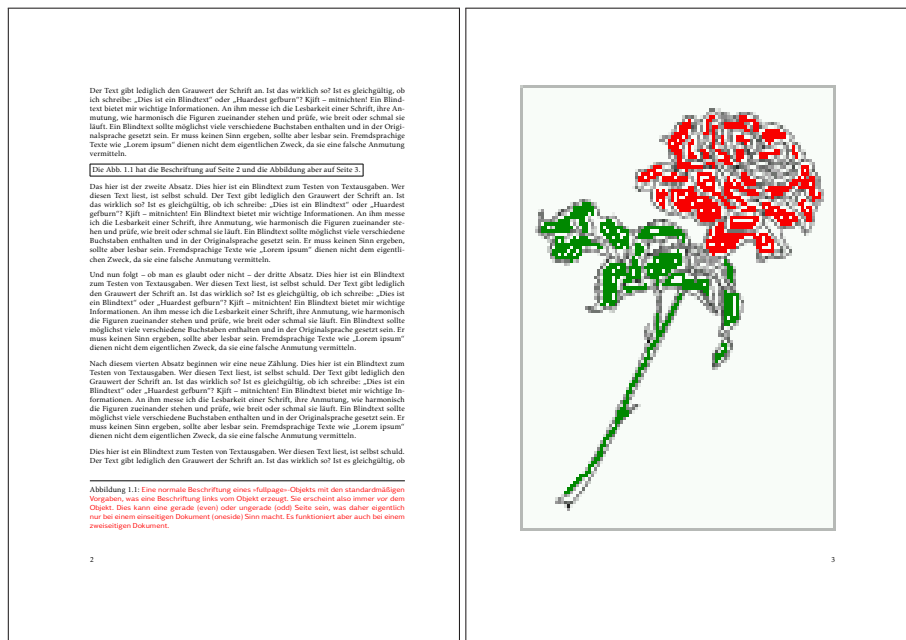 Der Text gibt lediglich den Grauwert der Schrift an. Ist das wirklich so? Ist es gleichgültig, ob
ich schreibe: „Dies ist ein Blindtext" oder „Huardest gefburn"? Kjift – mitnichten! Ein Blind-
text bietet mir wichtige Informationen. An ihm messe ich die Lesbarkeit einer Schrift, ihre An-
mutung, wie harmonisch die Figuren zueinander stehen und prüfe, wie breit oder schmal sie
läuft. Ein Blindtext sollte möglichst viele verschiedene Buchstaben enthalten und in der Origi-
nalsprache gesetzt sein. Er muss keinen Sinn ergeben, sollte aber lesbar sein. Fremdsprachige
Texte wie „Lorem ipsum" dienen nicht dem eigentlichen Zweck, da sie eine falsche Anmutung
vermitteln.
Die Abb. 1.1 hat die Beschriftung auf Seite 2 und die Abbildung aber auf Seite 3.
Das hier ist der zweite Absatz. Dies hier ist ein Blindtext zum Testen von Textausgaben. Wer
diesen Text liest, ist selbst schuld. Der Text gibt lediglich den Grauwert der Schrift an. Ist
das wirklich so? Ist es gleichgültig, ob ich schreibe: „Dies ist ein Blindtext" oder „Huardest
gefburn"? Kjift – mitnichten! Ein Blindtext bietet mir wichtige Informationen. An ihm messe
ich die Lesbarkeit einer Schrift, ihre Anmutung, wie harmonisch die Figuren zueinander ste-
hen und prüfe, wie breit oder schmal sie läuft. Ein Blindtext sollte möglichst viele verschiedene
Buchstaben enthalten und in der Originalsprache gesetzt sein. Er muss keinen Sinn ergeben,
sollte aber lesbar sein. Fremdsprachige Texte wie „Lorem ipsum" dienen nicht dem eigentli-
chen Zweck, da sie eine falsche Anmutung vermitteln.
Und nun folgt – ob man es glaubt oder nicht – der dritte Absatz. Dies hier ist ein Blindtext
zum Testen von Textausgaben. Wer diesen Text liest, ist selbst schuld. Der Text gibt lediglich
den Grauwert der Schrift an. Ist das wirklich so? Ist es gleichgültig, ob ich schreibe: „Dies ist
ein Blindtext" oder „Huardest gefburn"? Kjift – mitnichten! Ein Blindtext bietet mir wichtige
Informationen. An ihm messe ich die Lesbarkeit einer Schrift, ihre Anmutung, wie harmonisch
die Figuren zueinander stehen und prüfe, wie breit oder schmal sie läuft. Ein Blindtext sollte
möglichst viele verschiedene Buchstaben enthalten und in der Originalsprache gesetzt sein. Er
muss keinen Sinn ergeben, sollte aber lesbar sein. Fremdsprachige Texte wie „Lorem ipsum"
dienen nicht dem eigentlichen Zweck, da sie eine falsche Anmutung vermitteln.
Nach diesem vierten Absatz beginnen wir eine neue Zählung. Dies hier ist ein Blindtext zum
Testen von Textausgaben. Wer diesen Text liest, ist selbst schuld. Der Text gibt lediglich den
Grauwert der Schrift an. Ist das wirklich so? Ist es gleichgültig, ob ich schreibe: „Dies ist ein
Blindtext" oder „Huardest gefburn"? Kjift – mitnichten! Ein Blindtext bietet mir wichtige In-
formationen. An ihm messe ich die Lesbarkeit einer Schrift, ihre Anmutung, wie harmonisch
die Figuren zueinander stehen und prüfe, wie breit oder schmal sie läuft. Ein Blindtext sollte
möglichst viele verschiedene Buchstaben enthalten und in der Originalsprache gesetzt sein. Er
muss keinen Sinn ergeben, sollte aber lesbar sein. Fremdsprachige Texte wie „Lorem ipsum"
dienen nicht dem eigentlichen Zweck, da sie eine falsche Anmutung vermitteln.
Dies hier ist ein Blindtext zum Testen von Textausgaben. Wer diesen Text liest, ist selbst schuld.
Der Text gibt lediglich den Grauwert der Schrift an. Ist das wirklich so? Ist es gleichgültig, ob
Abbildung 1.1: Eine normale Beschriftung eines »fullpage«-Objekts mit den standardmäßigen
Vorgaben, was eine Beschriftung links vom Objekt erzeugt. Sie erscheint also immer vor dem
Objekt. Dies kann eine gerade (even) oder ungerade (odd) Seite sein, was daher eigentlich
nur bei einem einseitigen Dokument (oneside) Sinn macht. Es funktioniert aber auch bei einem
zweiseitigen Dokument.
2
3